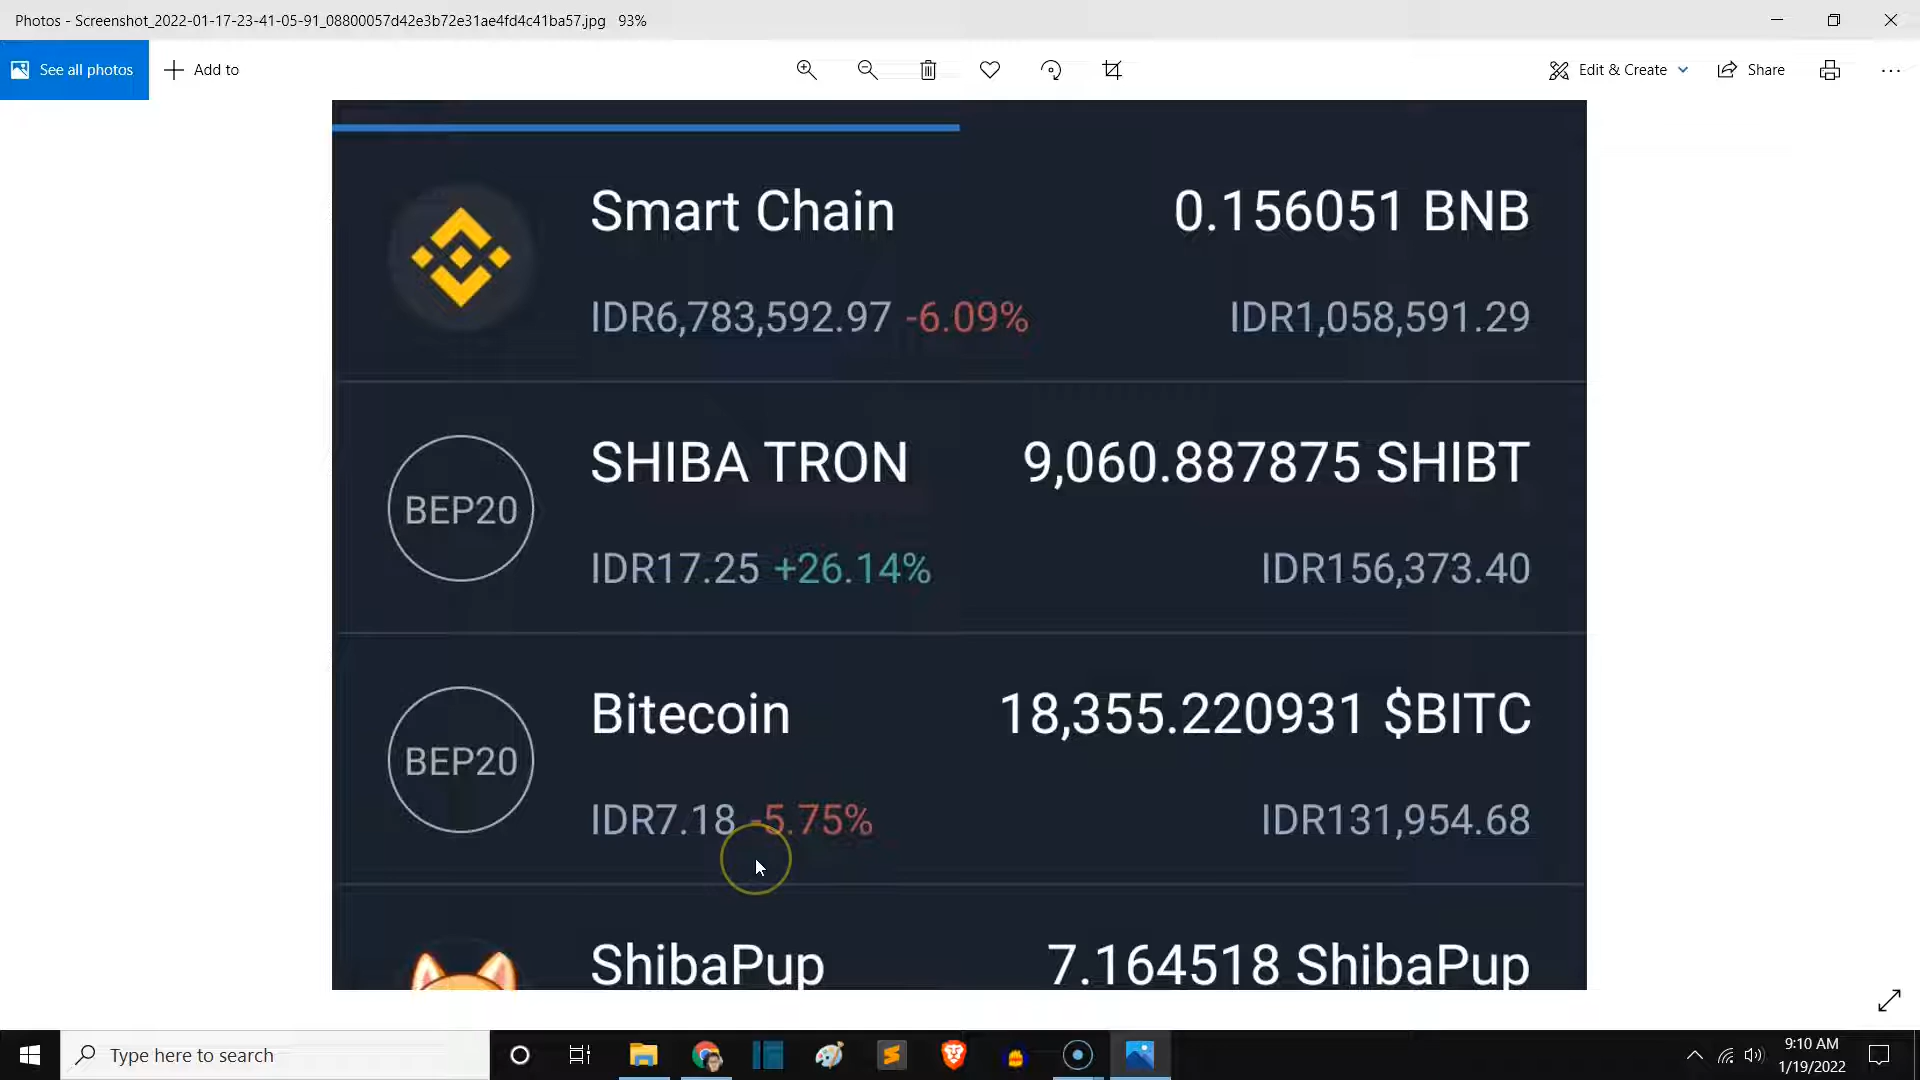 Photos - Screenshot_2022-01-17-23-41-05-91_08800057d42e3b72e31ae4fd4c41ba57.jpg 93%
See all photos Add to Edit & Create Share
Smart Chain 0.156051 BNB
IDR6,783,592.97 -6.09% IDR1,058,591.29
SHIBA TRON 9,060.887875 SHIBT
BEP20
IDR17.25 +26.14% IDR156,373.40
Bitecoin 18,355.220931 $BITC
BEP20
IDR7.18 -5.75% IDR131,954.68
ShibaPup 7.164518 ShibaPup
Type here to search
9:10 AM
1/19/2022